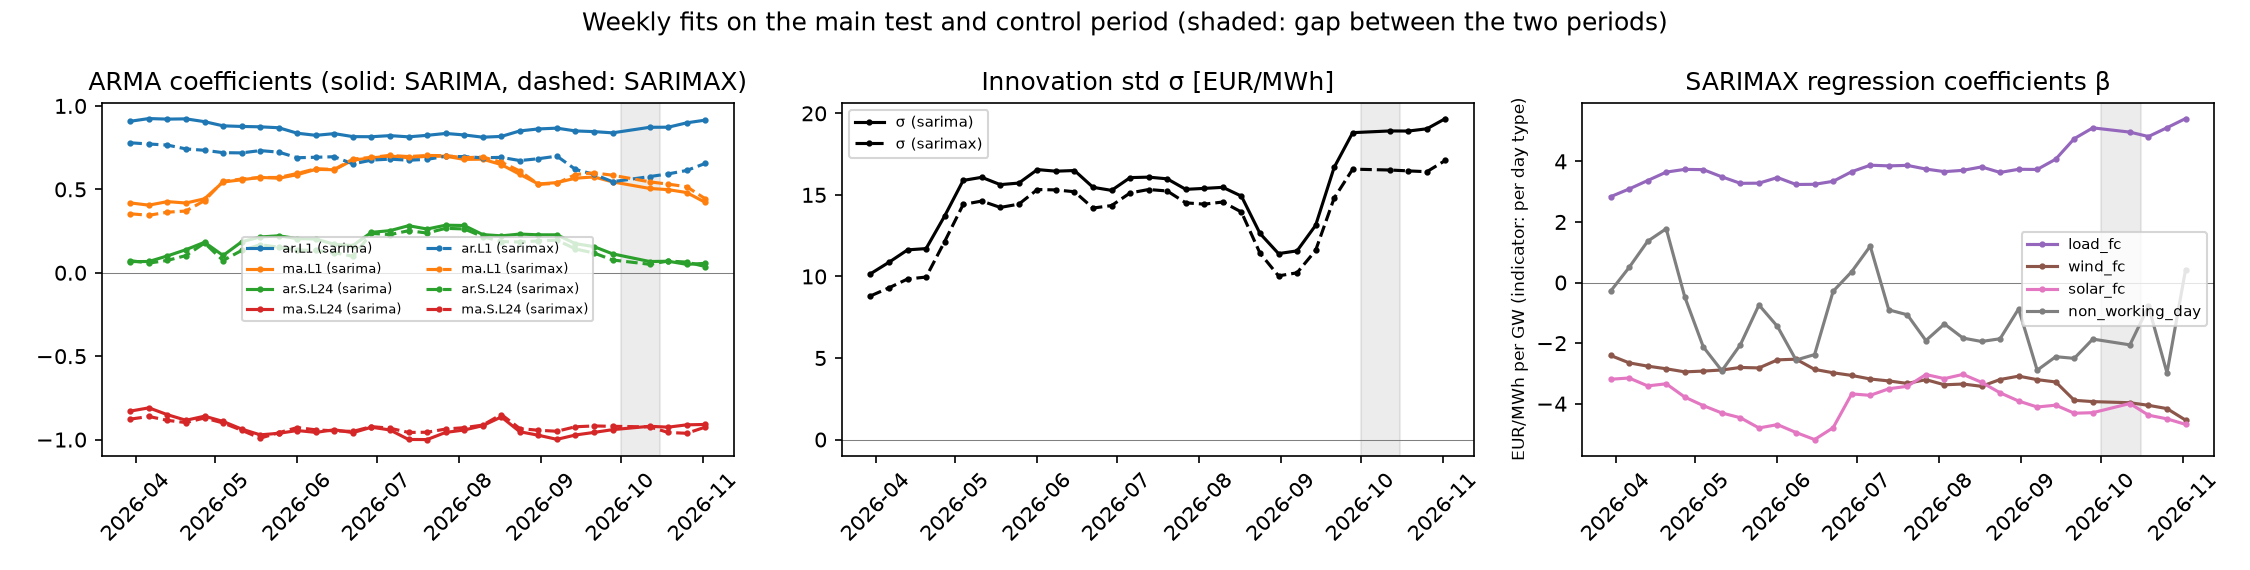 Weekly fits on the main test and control period (shaded: gap between the two periods)
ARMA coefficients (solid: SARIMA, dashed: SARIMAX)
1.0
0.5
0.0
−0.5
−1.0
ar.L1 (sarima)
ma.L1 (sarima)
ar.S.L24 (sarima)
ma.S.L24 (sarima)
ar.L1 (sarimax)
ma.L1 (sarimax)
ar.S.L24 (sarimax)
ma.S.L24 (sarimax)
2026-04
2026-05
2026-06
2026-07
2026-08
2026-09
2026-10
2026-11
Innovation std σ [EUR/MWh]
20
15
10
5
0
σ (sarima)
σ (sarimax)
2026-04
2026-05
2026-06
2026-07
2026-08
2026-09
2026-10
2026-11
SARIMAX regression coefficients β
EUR/MWh per GW (indicator: per day type)
4
2
0
−2
−4
load_fc
wind_fc
solar_fc
non_working_day
2026-04
2026-05
2026-06
2026-07
2026-08
2026-09
2026-10
2026-11